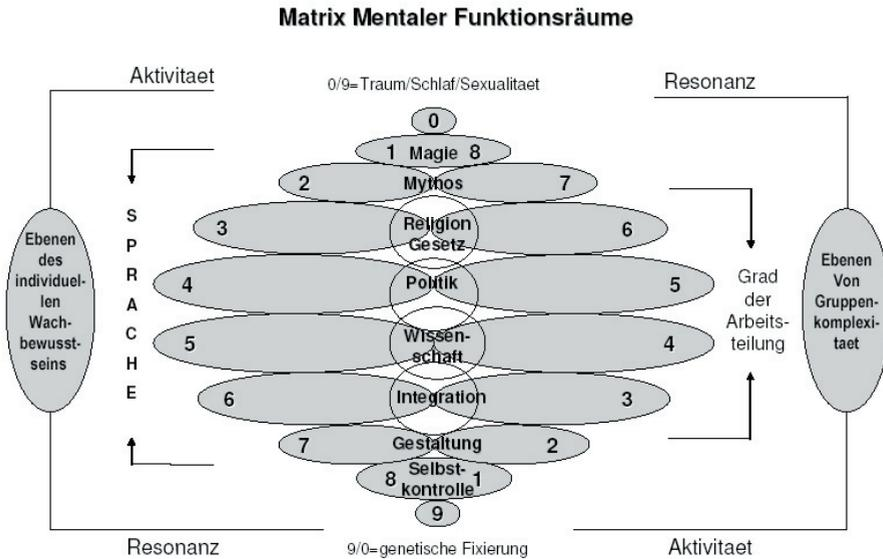 Matrix Mentaler Funktionsräume
Aktivitaet
0/9=Traum/Schlaf/Sexualitaet
Resonanz
0
1 Magie 8
2 Mythos 7
3 Religion 6
Gesetz
4 Politik 5
5 Wissen- 4
schaft
6 Integration 3
7 Gestaltung 2
8 Selbst- 1
kontrolle
9
S
P
R
A
C
H
E
Ebenen
des
individuel-
len
Wach-
bewusst-
seins
Grad
der
Arbeits-
teilung
Ebenen
Von
Gruppen-
komplexi-
taet
Resonanz
9/0=genetische Fixierung
Aktivitaet